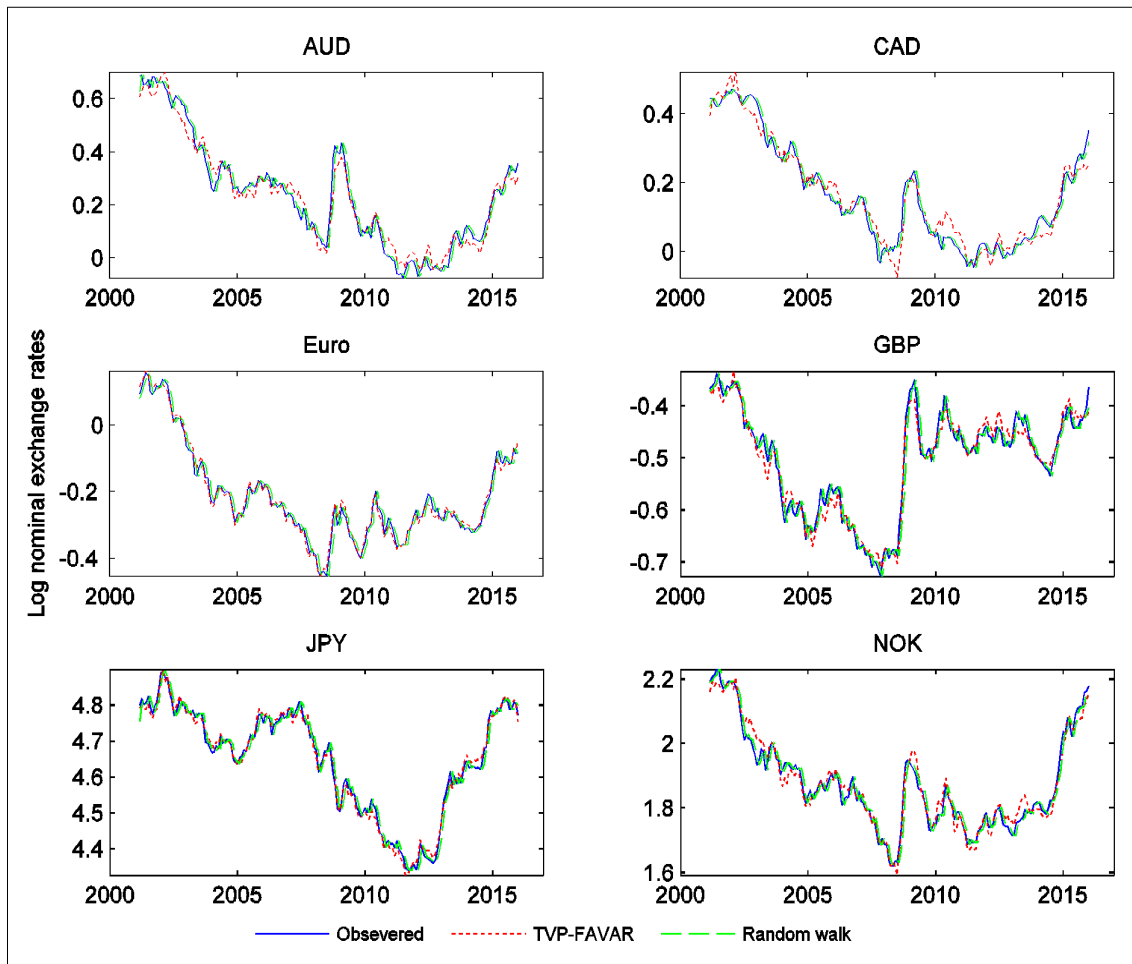 AUD
0.6
0.4
0.2
0
2000 2005 2010 2015
CAD
0.4
0.2
0
2000 2005 2010 2015
Log nominal exchange rates
Euro
0
-0.2
-0.4
2000 2005 2010 2015
GBP
-0.4
-0.5
-0.6
-0.7
2000 2005 2010 2015
JPY
4.8
4.7
4.6
4.5
4.4
2000 2005 2010 2015
NOK
2.2
2
1.8
1.6
2000 2005 2010 2015
Obsevered TVP-FAVAR Random walk